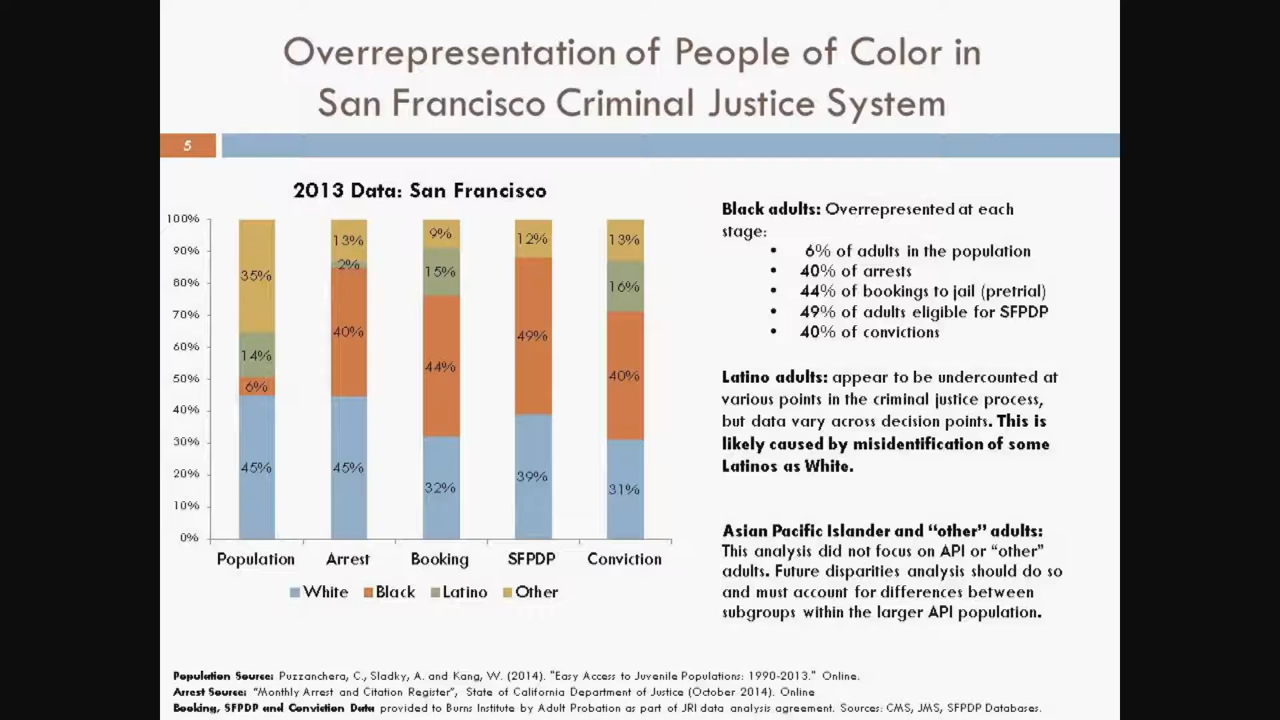 Overrepresentation of People of Color in
San Francisco Criminal Justice System
5
2013 Data: San Francisco
100%
90%
80%
70%
60%
50%
40%
30%
20%
10%
0%
35%
14%
6%
45%
13%
2%
40%
45%
9%
15%
44%
32%
12%
49%
39%
13%
16%
40%
31%
Population Arrest Booking SFPDP Conviction
White Black Latino Other
Black adults: Overrepresented at each
stage:
• 6% of adults in the population
• 40% of arrests
• 44% of bookings to jail (pretrial)
• 49% of adults eligible for SFPDP
• 40% of convictions
Latino adults: appear to be undercounted at
various points in the criminal justice process,
but data vary across decision points. This is
likely caused by misidentification of some
Latinos as White.
Asian Pacific Islander and “other” adults:
This analysis did not focus on API or “other”
adults. Future disparities analysis should do so
and must account for differences between
subgroups within the larger API population.
Population Source: Puzzanchera, C., Sladky, A. and Kang, W. (2014). "Easy Access to Juvenile Populations: 1990-2013." Online.
Arrest Source: “Monthly Arrest and Citation Register”, State of California Department of Justice (October 2014). Online
Booking, SFPDP and Conviction Data provided to Burns Institute by Adult Probation as part of JRI data analysis agreement. Sources: CMS, JMS, SFPDP Databases.